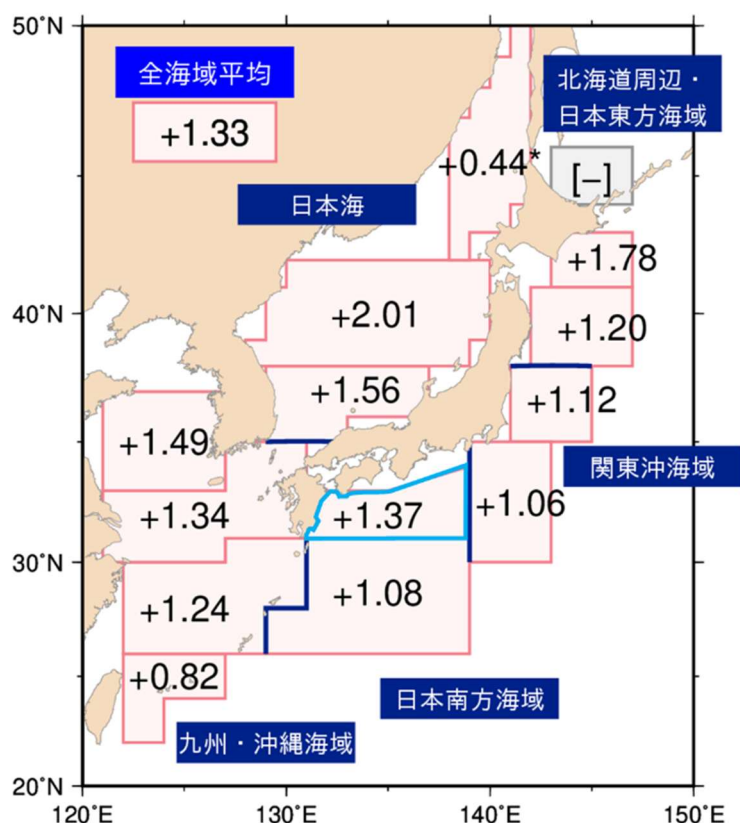 50°N
全海域平均
+1.33
北海道周辺・
日本東方海域
+0.44*
[−]
日本海
+1.78
40°N
+2.01
+1.20
+1.56
+1.12
+1.49
関東沖海域
+1.34
+1.37
+1.06
30°N
+1.24
+1.08
+0.82
日本南方海域
九州・沖縄海域
20°N
120°E
130°E
140°E
150°E